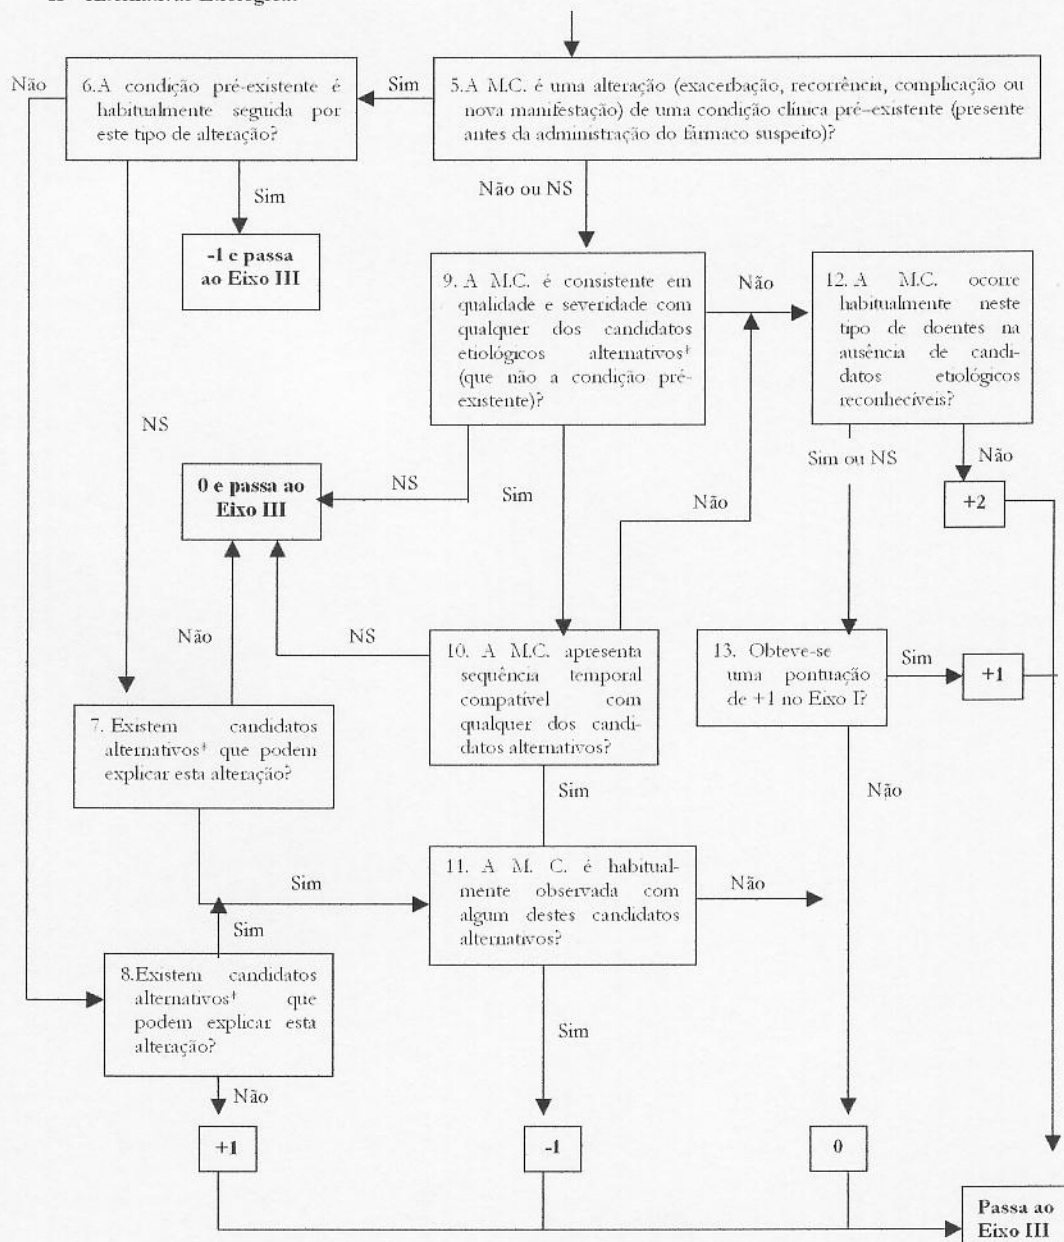 Não
6.A condição pré-existente é
habitualmente seguida por
este tipo de alteração?
Sim
5.A M.C. é uma alteração (exacerbação, recorrência, complicação ou
nova manifestação) de uma condição clínica pré-existente (presente
antes da administração do fármaco suspeito)?
Sim
Não ou NS
-1 e passa
ao Eixo III
9. A M.C. é consistente em
qualidade e severidade com
qualquer dos candidatos
etiológicos alternativos⁺
(que não a condição pré-
existente)?
Não
12. A M.C. ocorre
habitualmente neste
tipo de doentes na
ausência de candi-
datos etiológicos
reconhecíveis?
NS
0 e passa ao
Eixo III
NS
Sim
Sim ou NS
Não
+2
Não
Não
NS
10. A M.C. apresenta
sequência temporal
compatível com
qualquer dos candi-
datos alternativos?
13. Obteve-se
uma pontuação
de +1 no Eixo I?
Sim
+1
7. Existem candidatos
alternativos⁺ que podem
explicar esta alteração?
Sim
Não
Sim
11. A M. C. é habitual-
mente observada com
algum destes candidatos
alternativos?
Não
Sim
8.Existem candidatos
alternativos⁺ que
podem explicar esta
alteração?
Sim
Não
+1
-1
0
Passa ao
Eixo III